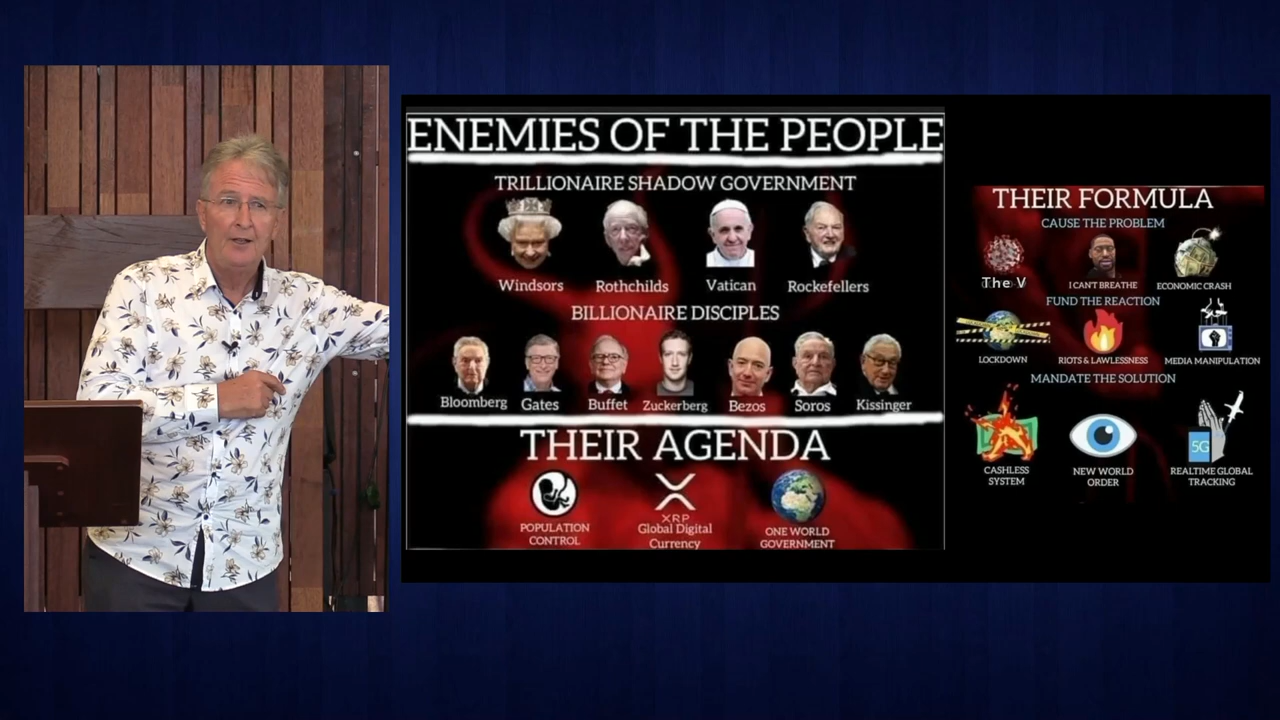 ENEMIES OF THE PEOPLE
TRILLIONAIRE SHADOW GOVERNMENT
Windsors Rothchilds Vatican Rockefellers
BILLIONAIRE DISCIPLES
Bloomberg Gates Buffet Zuckerberg Bezos Soros Kissinger
THEIR AGENDA
POPULATION
CONTROL
XRP
Global Digital
Currency
ONE WORLD
GOVERNMENT
THEIR FORMULA
CAUSE THE PROBLEM
The V I CAN'T BREATHE ECONOMIC CRASH
FUND THE REACTION
LOCKDOWN RIOTS & LAWLESSNESS MEDIA MANIPULATION
MANDATE THE SOLUTION
5G
CASHLESS
SYSTEM
NEW WORLD
ORDER
REALTIME GLOBAL
TRACKING